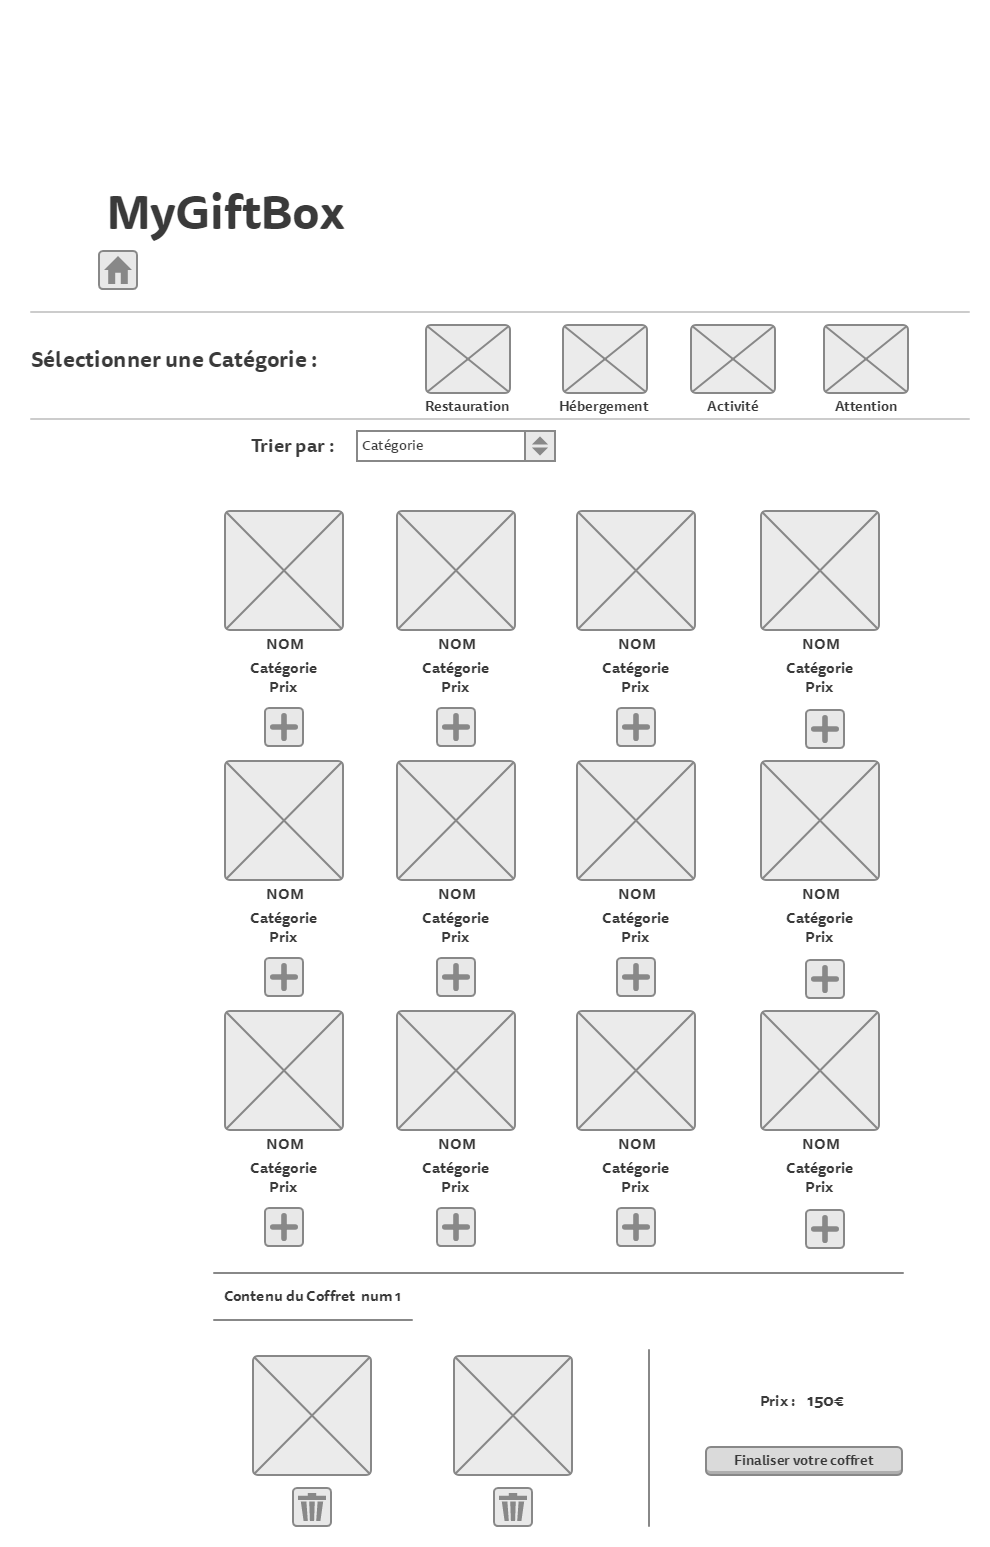 MyGiftBox
Sélectionner une Catégorie :
Restauration Hébergement Activité Attention
Trier par : Catégorie
NOM NOM NOM NOM
Catégorie Catégorie Catégorie Catégorie
Prix Prix Prix Prix
NOM NOM NOM NOM
Catégorie Catégorie Catégorie Catégorie
Prix Prix Prix Prix
NOM NOM NOM NOM
Catégorie Catégorie Catégorie Catégorie
Prix Prix Prix Prix
Contenu du Coffret num 1
Prix : 150€
Finaliser votre coffret